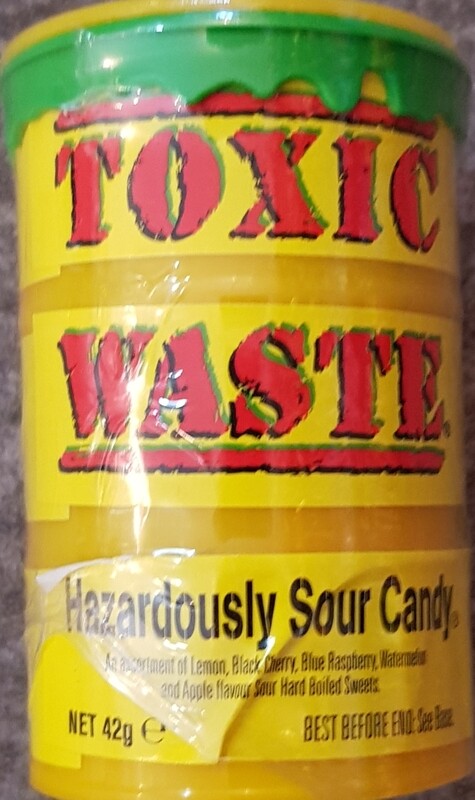 TOXIC
WASTE
Hazardously Sour Candy®
An assortment of Lemon, Black Cherry, Blue Raspberry, Watermelon
and Apple flavour Sour Hard Boiled Sweets.
NET 42g ℮
BEST BEFORE END: See Base.